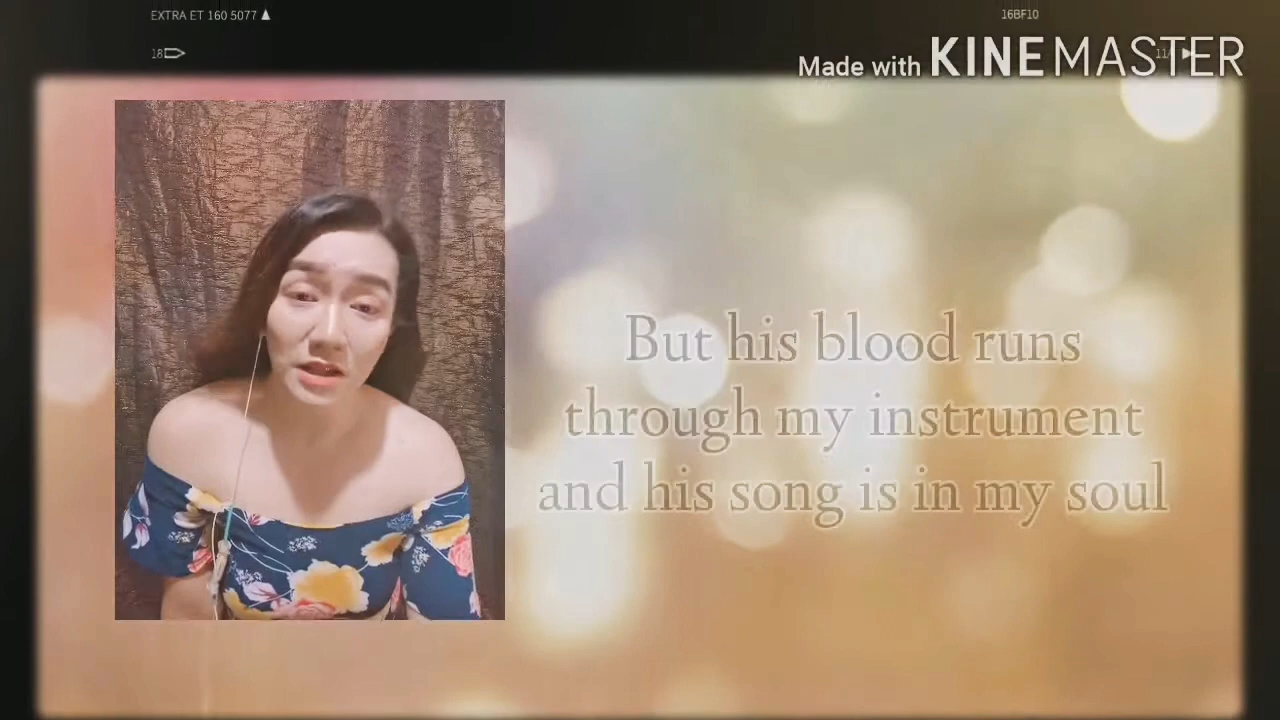 EXTRA ET 160 5077
16BF10
18
Made with KINEMASTER
But his blood runs
through my instrument
and his song is in my soul